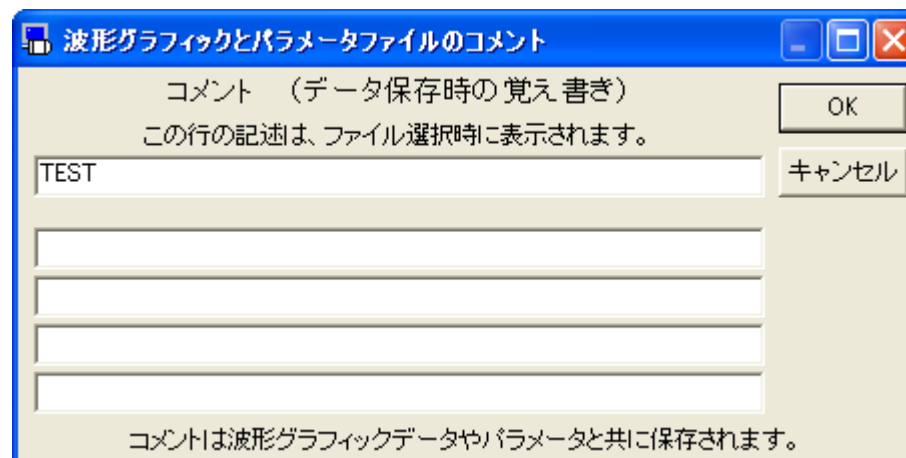 波形グラフィックとパラメータファイルのコメント
コメント （データ保存時の覚え書き）
OK
この行の記述は、ファイル選択時に表示されます。
TEST
キャンセル
コメントは波形グラフィックデータやパラメータと共に保存されます。